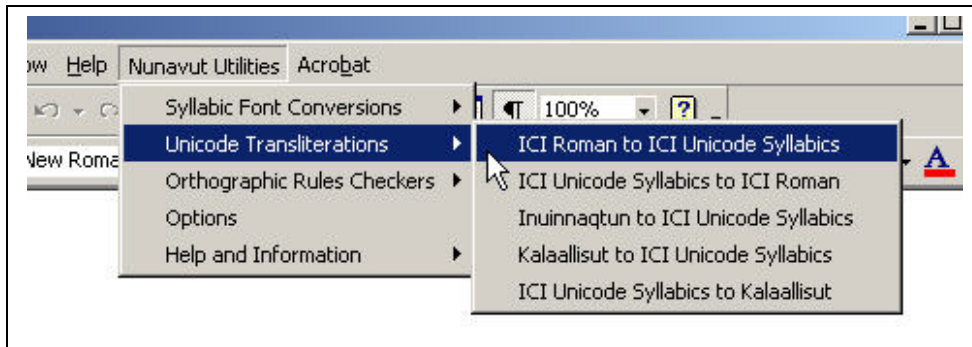 Help Nunavut Utilities Acrobat
Syllabic Font Conversions ¶ 100% ?
Unicode Transliterations ICI Roman to ICI Unicode Syllabics
New Roma A
Orthographic Rules Checkers ICI Unicode Syllabics to ICI Roman
Options Inuinnaqtun to ICI Unicode Syllabics
Help and Information Kalaallisut to ICI Unicode Syllabics
ICI Unicode Syllabics to Kalaallisut